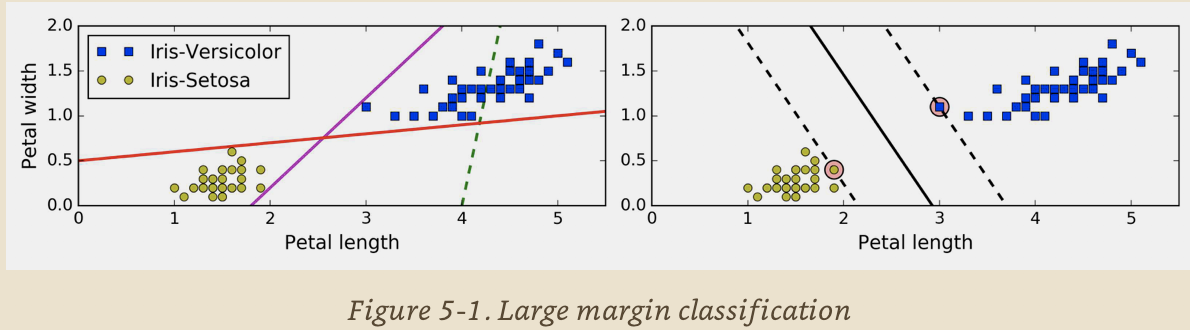 2.0
1.5
1.0
0.5
0.0
Petal width
Iris-Versicolor
Iris-Setosa
0 1 2 3 4 5
Petal length
2.0
1.5
1.0
0.5
0.0
0 1 2 3 4 5
Petal length
Figure 5-1. Large margin classification